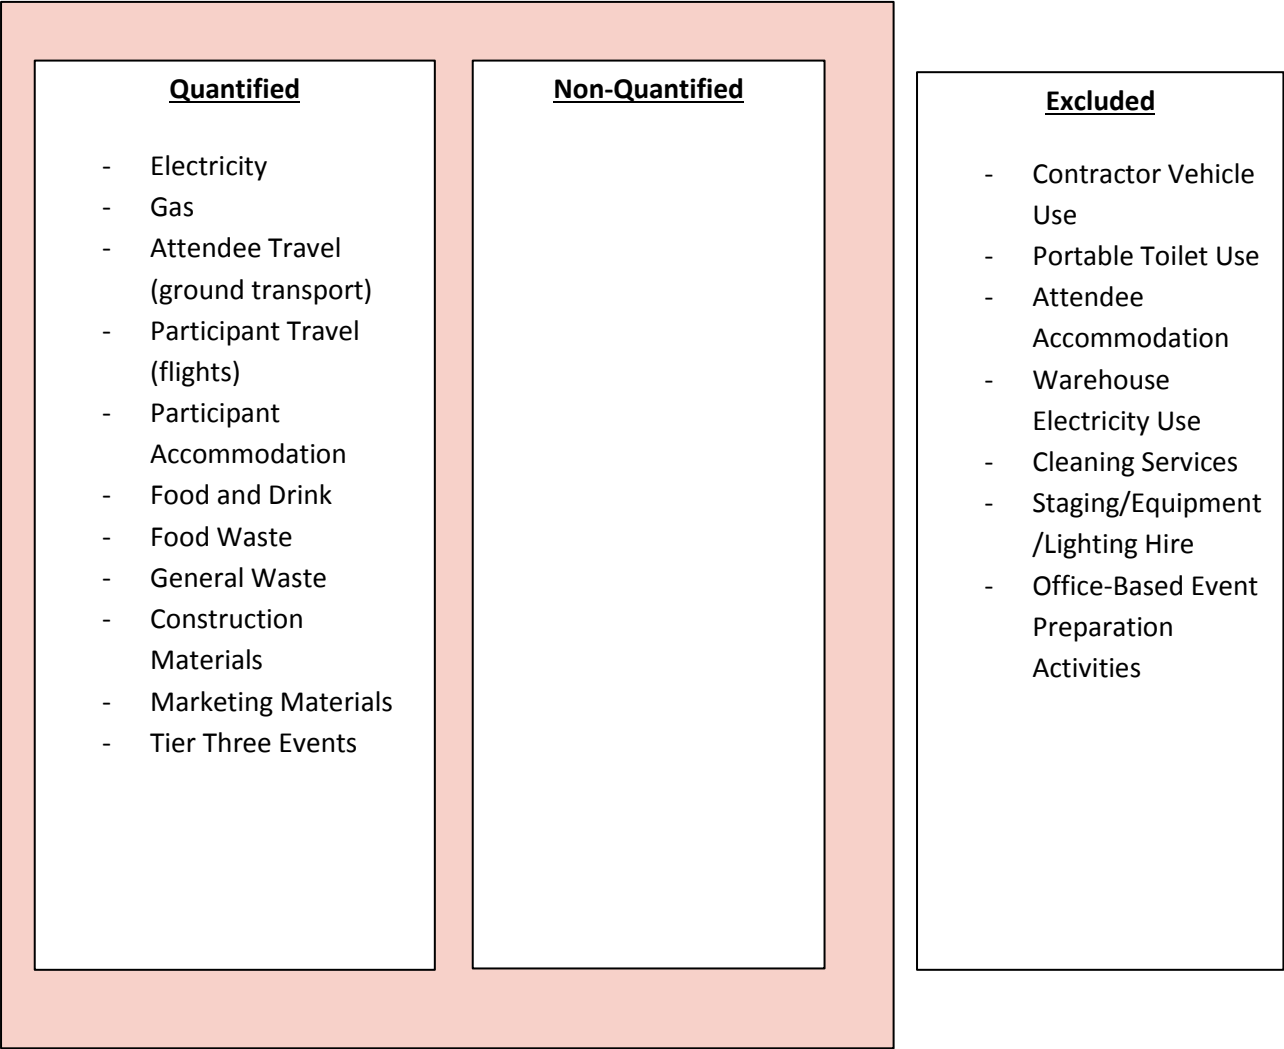 Quantified
- Electricity
- Gas
- Attendee Travel
(ground transport)
- Participant Travel
(flights)
- Participant
Accommodation
- Food and Drink
- Food Waste
- General Waste
- Construction
Materials
- Marketing Materials
- Tier Three Events
Non-Quantified
Excluded
- Contractor Vehicle
Use
- Portable Toilet Use
- Attendee
Accommodation
- Warehouse
Electricity Use
- Cleaning Services
- Staging/Equipment
/Lighting Hire
- Office-Based Event
Preparation
Activities